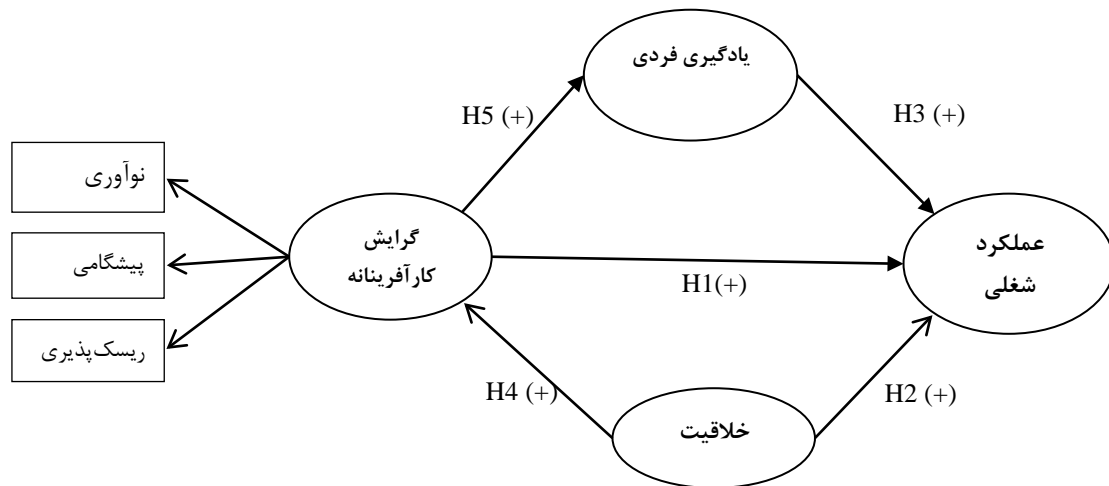 یادگیری فردی
H5 (+)
H3 (+)
نوآوری
پیشگامی
ریسک‌پذیری
گرایش
کارآفرینانه
عملکرد
شغلی
H1(+)
H4 (+)
H2 (+)
خلاقیت